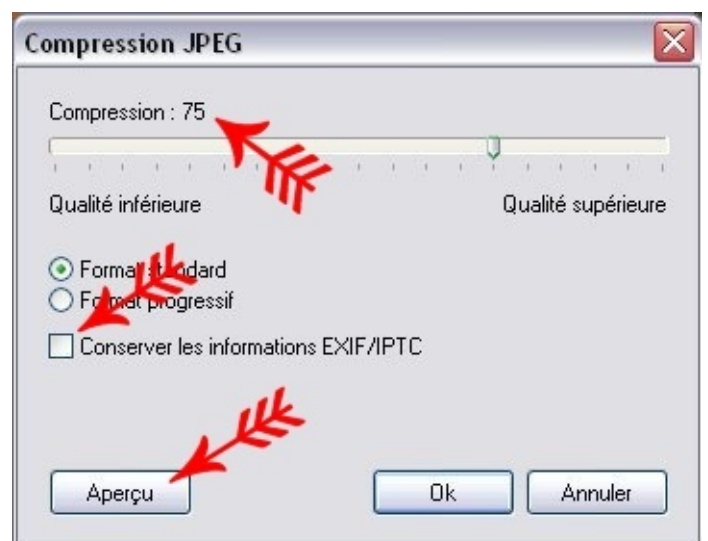 Compression JPEG
Compression : 75
Qualité inférieure Qualité supérieure
Format standard
Format progressif
Conserver les informations EXIF/IPTC
Aperçu Ok Annuler